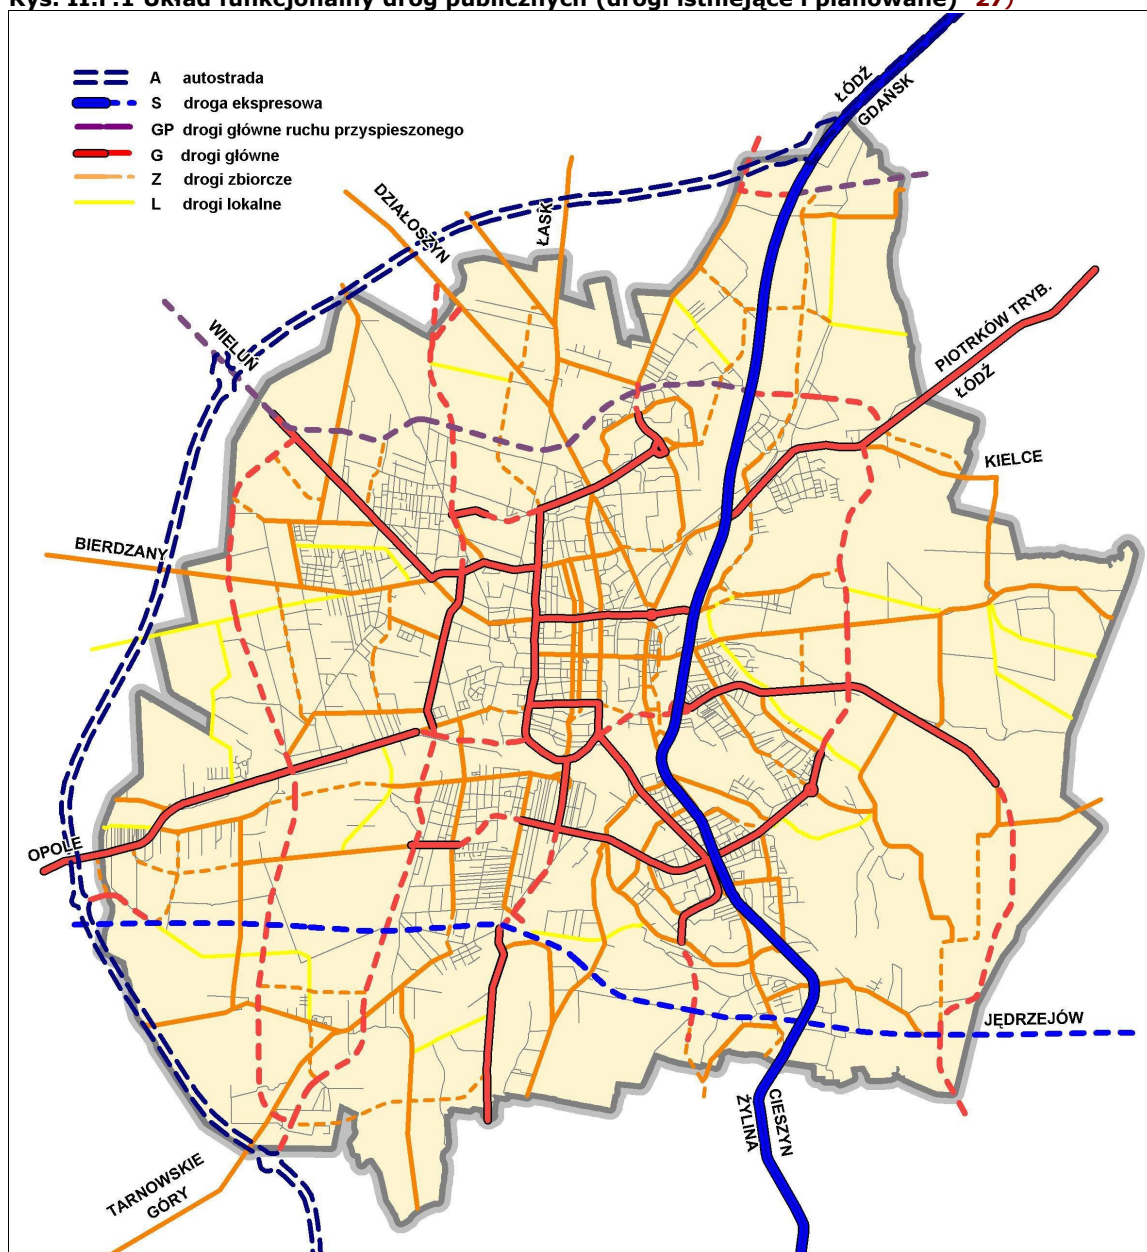 Rys. II.F.1 Układ funkcjonalny dróg publicznych (drogi istniejące i planowane) 27)
A autostrada
S droga ekspresowa
GP drogi główne ruchu przyspieszonego
G drogi główne
Z drogi zbiorcze
L drogi lokalne
ŁÓDŹ
GDAŃSK
DZIAŁOSZYN
ŁASK
WIELUŃ
PIOTRKÓW TRYB.
ŁÓDŹ
KIELCE
BIERDZANY
OPOLE
JĘDRZEJÓW
CIESZYN
ŻYLINA
TARNOWSKIE
GÓRY